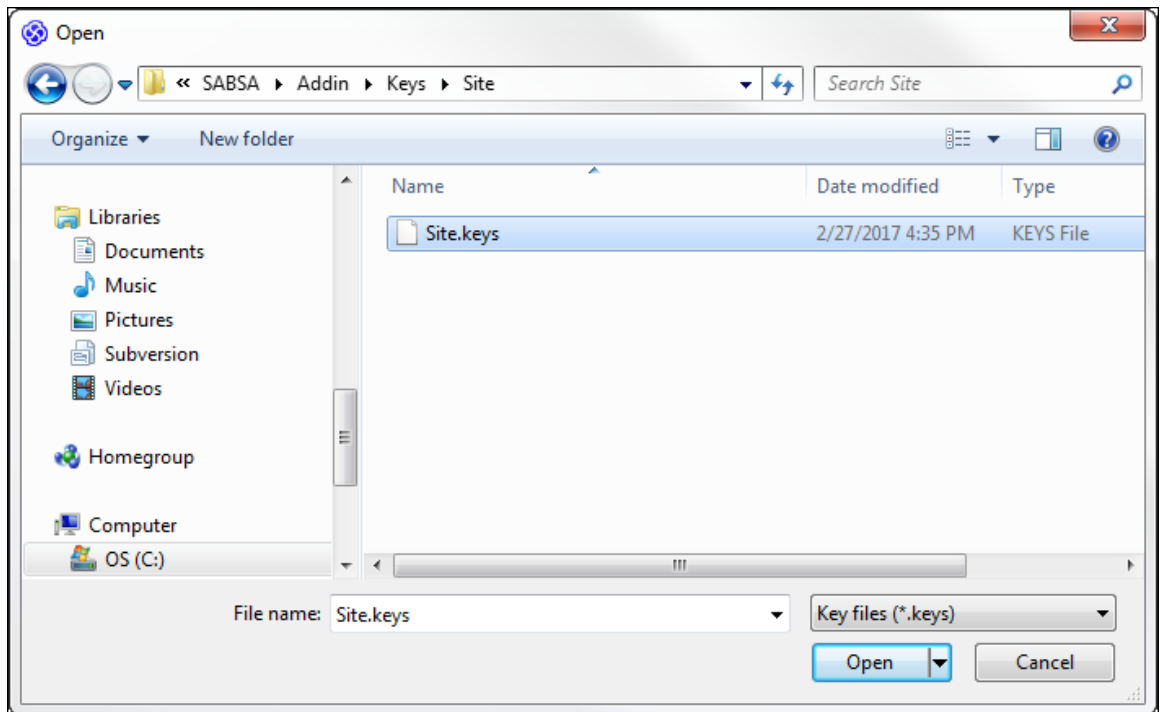 Open
« SABSA Addin Keys Site
Search Site
Organize New folder
Name Date modified Type
Libraries
Site.keys 2/27/2017 4:35 PM KEYS File
Documents
Music
Pictures
Subversion
Videos
Homegroup
Computer
OS (C:)
File name: Site.keys Key files (*.keys)
Open Cancel